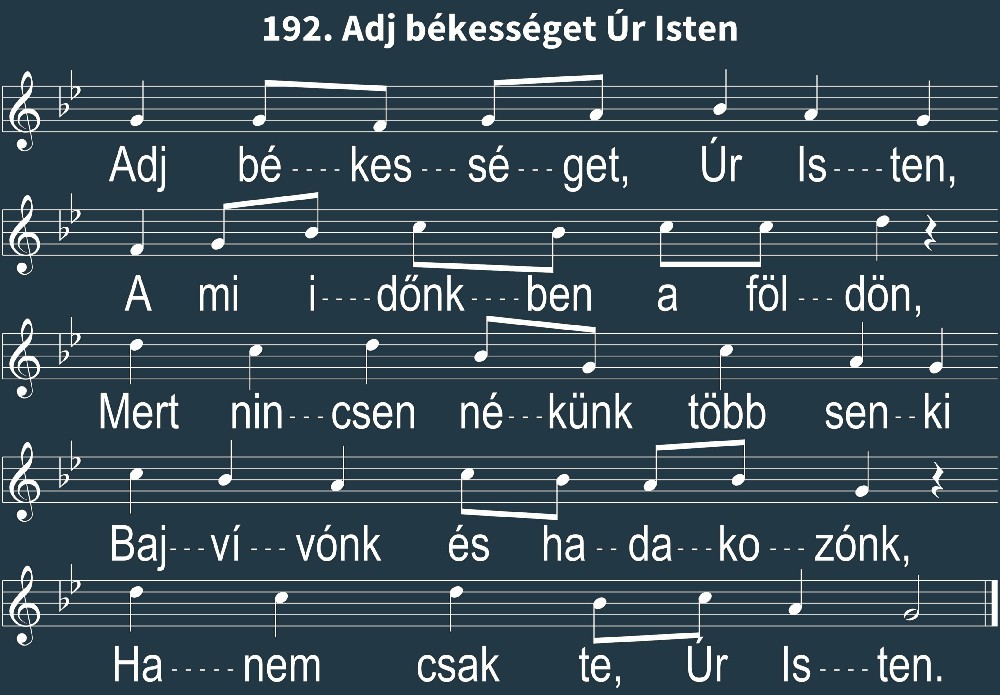 192. Adj békességet Úr Isten
Adj bé----kes---sé---get, Úr Is----ten,
A mi i----dőnk----ben a föl---dön,
Mert nin---csen né--künk több sen--ki
Baj---ví---vónk és ha--da---ko---zónk,
Ha-----nem csak te, Úr Is----ten.